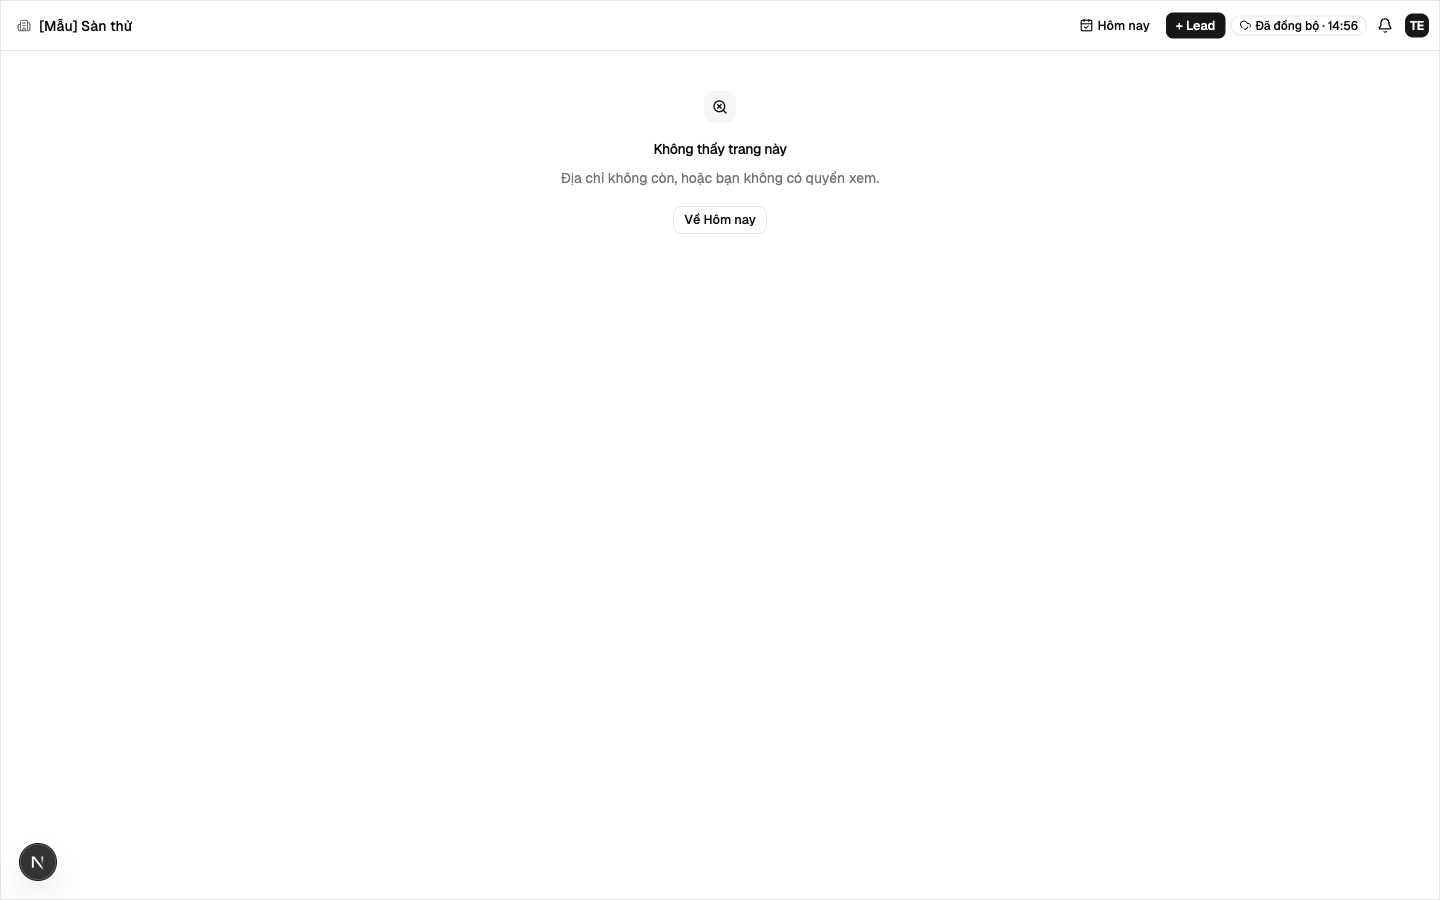 [Mẫu] Sàn thử
Hôm nay
+ Lead
Đã đồng bộ · 14:56
TE
Không thấy trang này
Địa chỉ không còn, hoặc bạn không có quyền xem.
Về Hôm nay
N